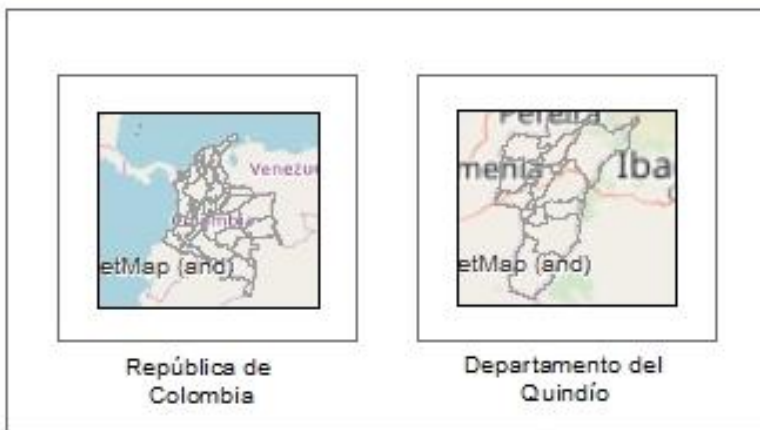 Venezu
Colombia
etMap (and)
República de
Colombia
Pereira
menia
Iba
etMap (and)
Departamento del
Quindío